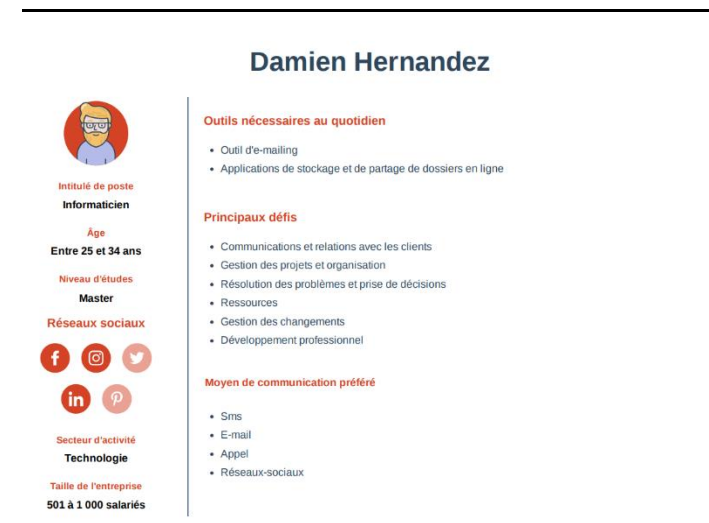 Damien Hernandez
Intitulé de poste
Informaticien
Âge
Entre 25 et 34 ans
Niveau d'études
Master
Réseaux sociaux
Secteur d'activité
Technologie
Taille de l'entreprise
501 à 1 000 salariés
Outils nécessaires au quotidien
• Outil d'e-mailing
• Applications de stockage et de partage de dossiers en ligne
Principaux défis
• Communications et relations avec les clients
• Gestion des projets et organisation
• Résolution des problèmes et prise de décisions
• Ressources
• Gestion des changements
• Développement professionnel
Moyen de communication préféré
• Sms
• E-mail
• Appel
• Réseaux-sociaux